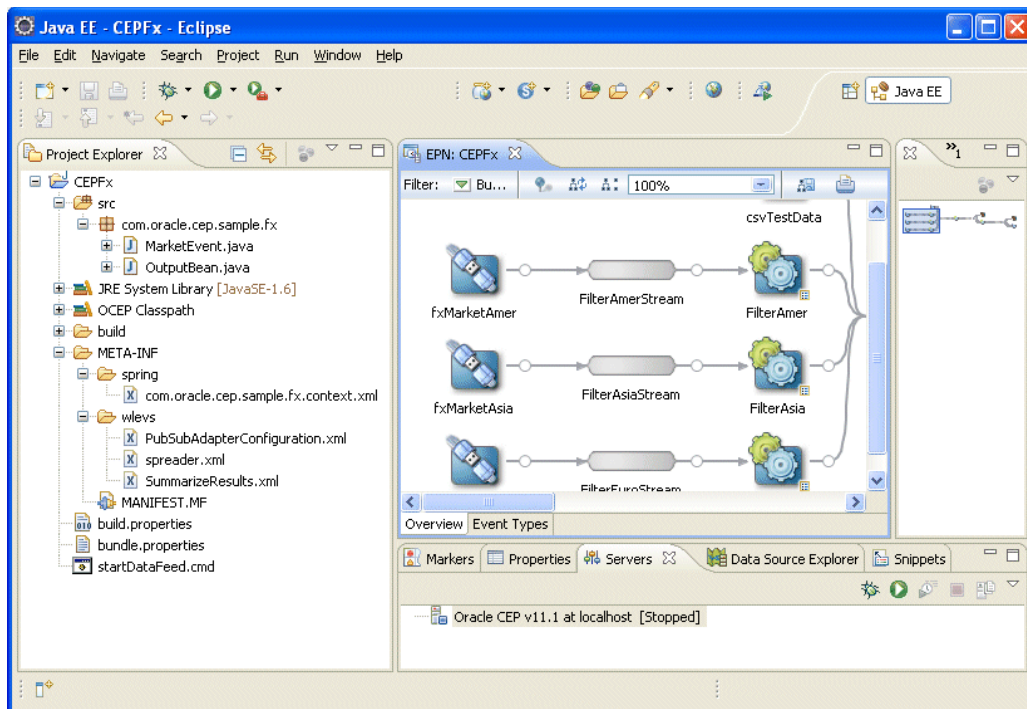 Java EE - CEPFx - Eclipse
File Edit Navigate Search Project Run Window Help
Java EE
Project Explorer
CEPFx
src
com.oracle.cep.sample.fx
MarketEvent.java
OutputBean.java
JRE System Library [JavaSE-1.6]
OCEP Classpath
build
META-INF
spring
com.oracle.cep.sample.fx.context.xml
wlevs
PubSubAdapterConfiguration.xml
spreader.xml
SummarizeResults.xml
MANIFEST.MF
build.properties
bundle.properties
startDataFeed.cmd
EPN: CEPFx
Filter: Bu... 100%
csvTestData
fxMarketAmer FilterAmerStream FilterAmer
fxMarketAsia FilterAsiaStream FilterAsia
FilterEuroStream
Overview Event Types
»1
Markers Properties Servers Data Source Explorer Snippets
Oracle CEP v11.1 at localhost [Stopped]